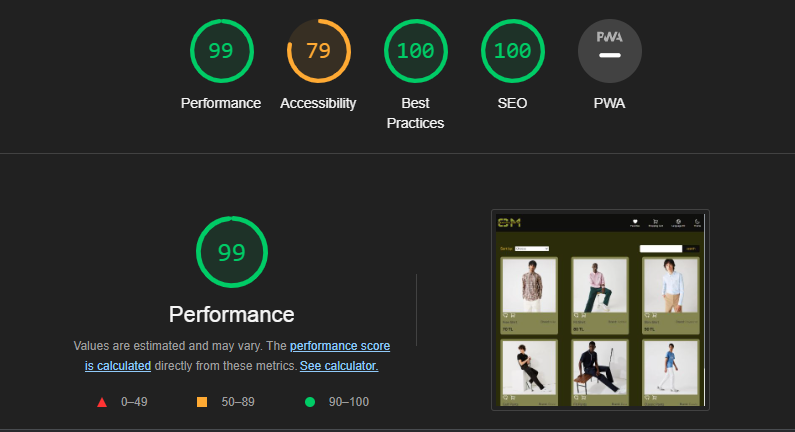 99
79
100
100
PWA
Performance
Accessibility
Best
Practices
SEO
PWA
99
Performance
Values are estimated and may vary. The performance score
is calculated directly from these metrics. See calculator.
0–49
50–89
90–100